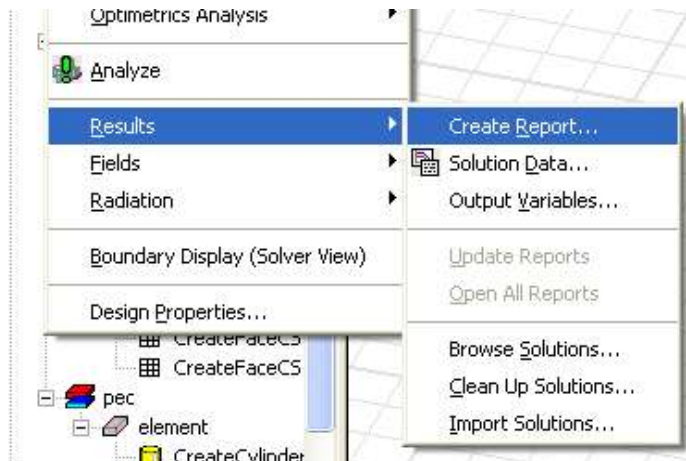 Optimetrics Analysis
Analyze
Results
Fields
Radiation
Boundary Display (Solver View)
Design Properties...
Create Report...
Solution Data...
Output Variables...
Update Reports
Open All Reports
Browse Solutions...
Clean Up Solutions...
Import Solutions...
CreateFaceCS
CreateFaceCS
pec
element
CreateCylinder